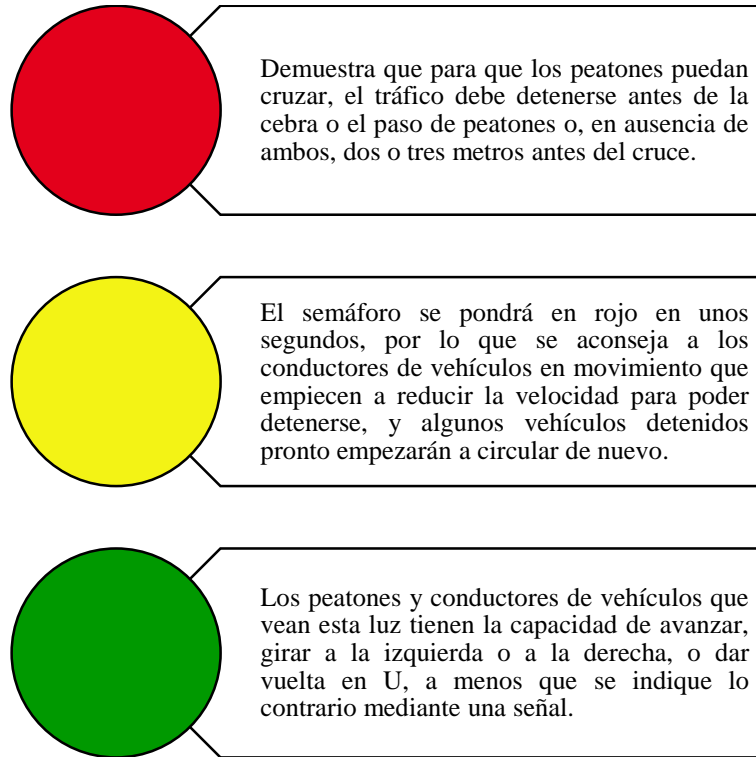 Demuestra que para que los peatones puedan
cruzar, el tráfico debe detenerse antes de la
cebra o el paso de peatones o, en ausencia de
ambos, dos o tres metros antes del cruce.
El semáforo se pondrá en rojo en unos
segundos, por lo que se aconseja a los
conductores de vehículos en movimiento que
empiecen a reducir la velocidad para poder
detenerse, y algunos vehículos detenidos
pronto empezarán a circular de nuevo.
Los peatones y conductores de vehículos que
vean esta luz tienen la capacidad de avanzar,
girar a la izquierda o a la derecha, o dar
vuelta en U, a menos que se indique lo
contrario mediante una señal.